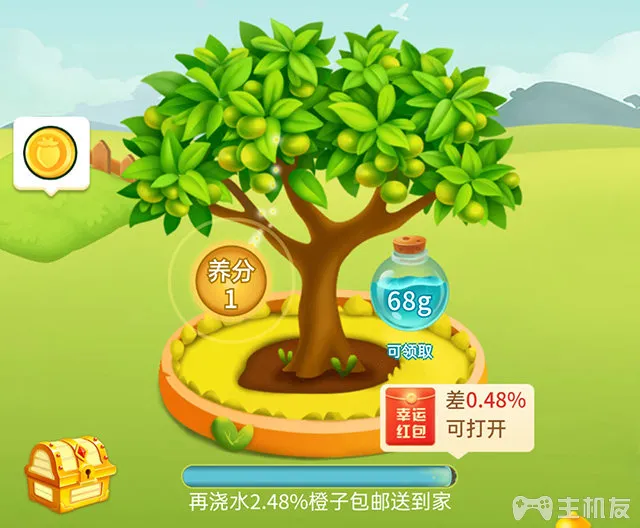 养分
1
68g
可领取
幸运
红包
差0.48%
可打开
再浇水2.48%橙子包邮送到家
主机友